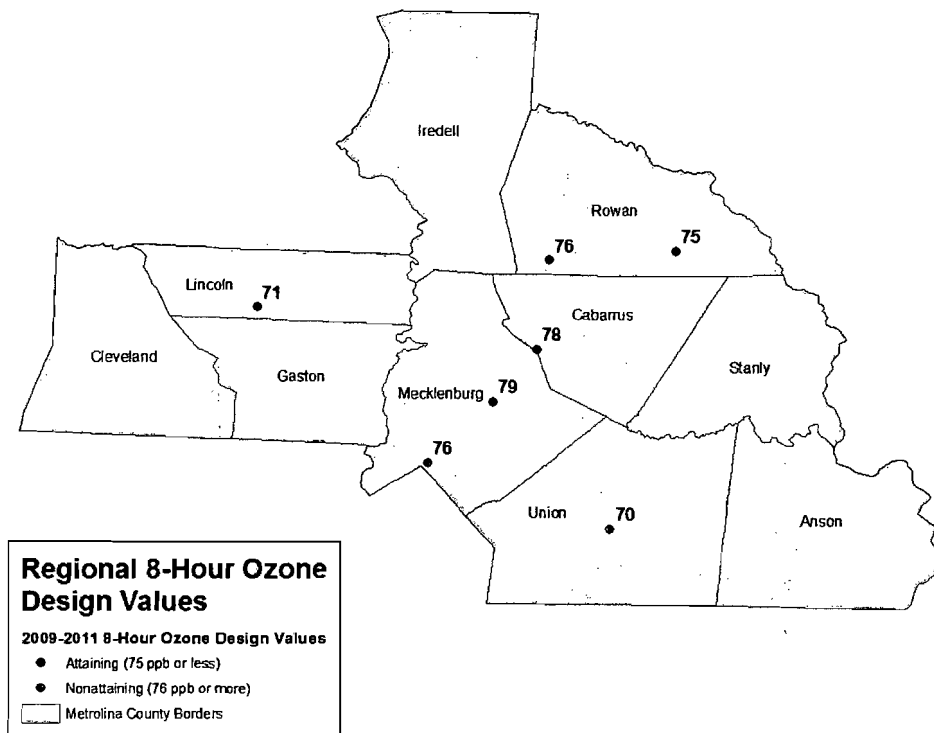 Iredell
Rowan
76
75
Lincoln
71
Cabarrus
78
Cleveland
Gaston
Stanly
Mecklenburg
79
76
Union
70
Anson
Regional 8-Hour Ozone
Design Values
2009-2011 8-Hour Ozone Design Values
Attaining (75 ppb or less)
Nonattaining (76 ppb or more)
Metrolina County Borders